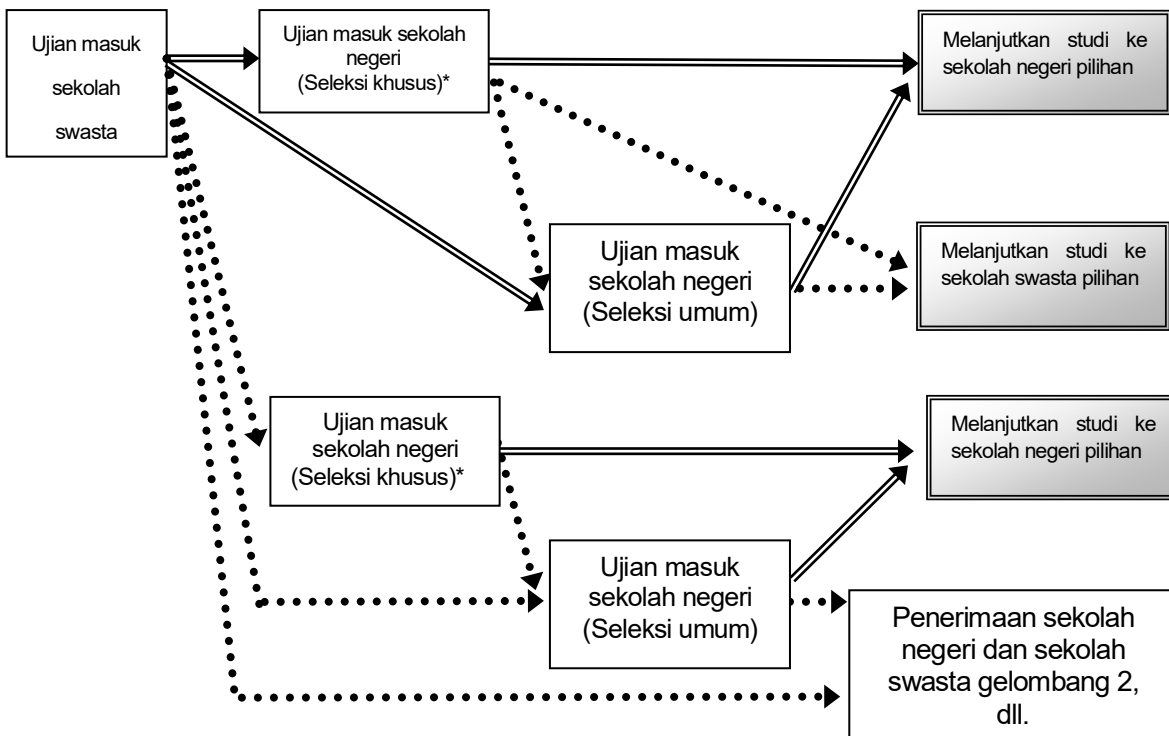 Ujian masuk
sekolah
swasta
Ujian masuk sekolah
negeri
(Seleksi khusus)*
Melanjutkan studi ke
sekolah negeri pilihan
Ujian masuk
sekolah negeri
(Seleksi umum)
Melanjutkan studi ke
sekolah swasta pilihan
Ujian masuk
sekolah negeri
(Seleksi khusus)*
Melanjutkan studi ke
sekolah negeri pilihan
Ujian masuk
sekolah negeri
(Seleksi umum)
Penerimaan sekolah
negeri dan sekolah
swasta gelombang 2,
dll.